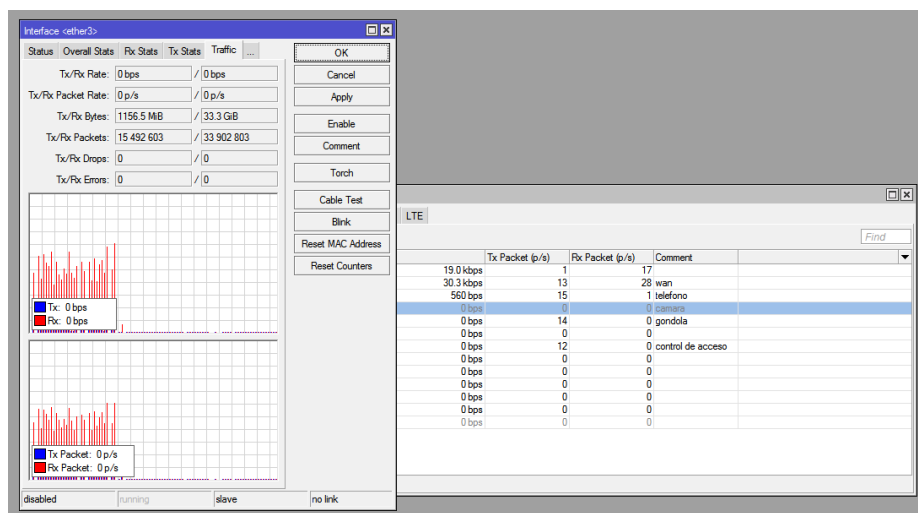 Interface <ether3>
Status Overall Stats Rx Stats Tx Stats Traffic ...
OK
Tx/Rx Rate: 0 bps / 0 bps
Cancel
Tx/Rx Packet Rate: 0 p/s / 0 p/s
Apply
Tx/Rx Bytes: 1156.5 MiB / 33.3 GiB
Enable
Tx/Rx Packets: 15 492 603 / 33 902 803
Comment
Tx/Rx Drops: 0 / 0
Torch
Tx/Rx Errors: 0 / 0
Cable Test
Blink
Reset MAC Address
Reset Counters
Tx: 0 bps
Rx: 0 bps
Tx Packet: 0 p/s
Rx Packet: 0 p/s
disabled running slave no link
LTE
Find
Tx Packet (p/s) Rx Packet (p/s) Comment
19.0 kbps 1 17
30.3 kbps 13 28 wan
560 bps 15 1 telefono
0 bps 0 0 camara
0 bps 14 0 gondola
0 bps 0 0
0 bps 12 0 control de acceso
0 bps 0 0
0 bps 0 0
0 bps 0 0
0 bps 0 0
0 bps 0 0
0 bps 0 0